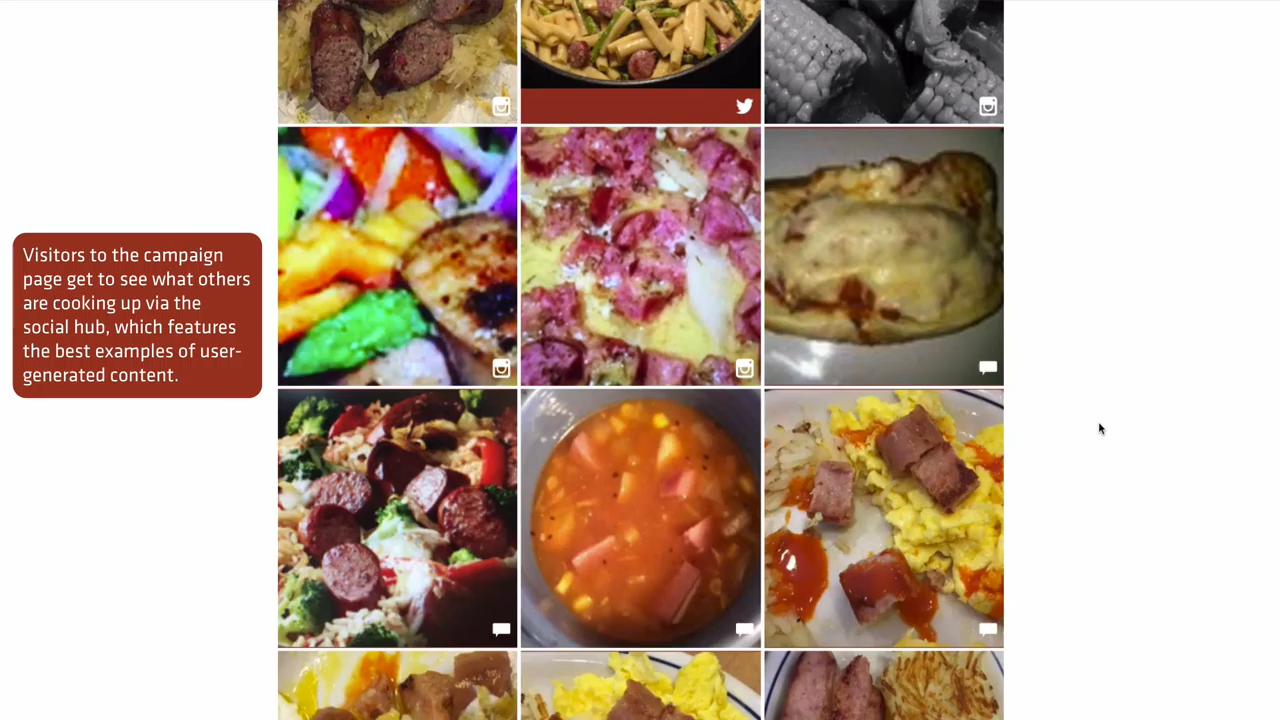 Visitors to the campaign
page get to see what others
are cooking up via the
social hub, which features
the best examples of user-
generated content.